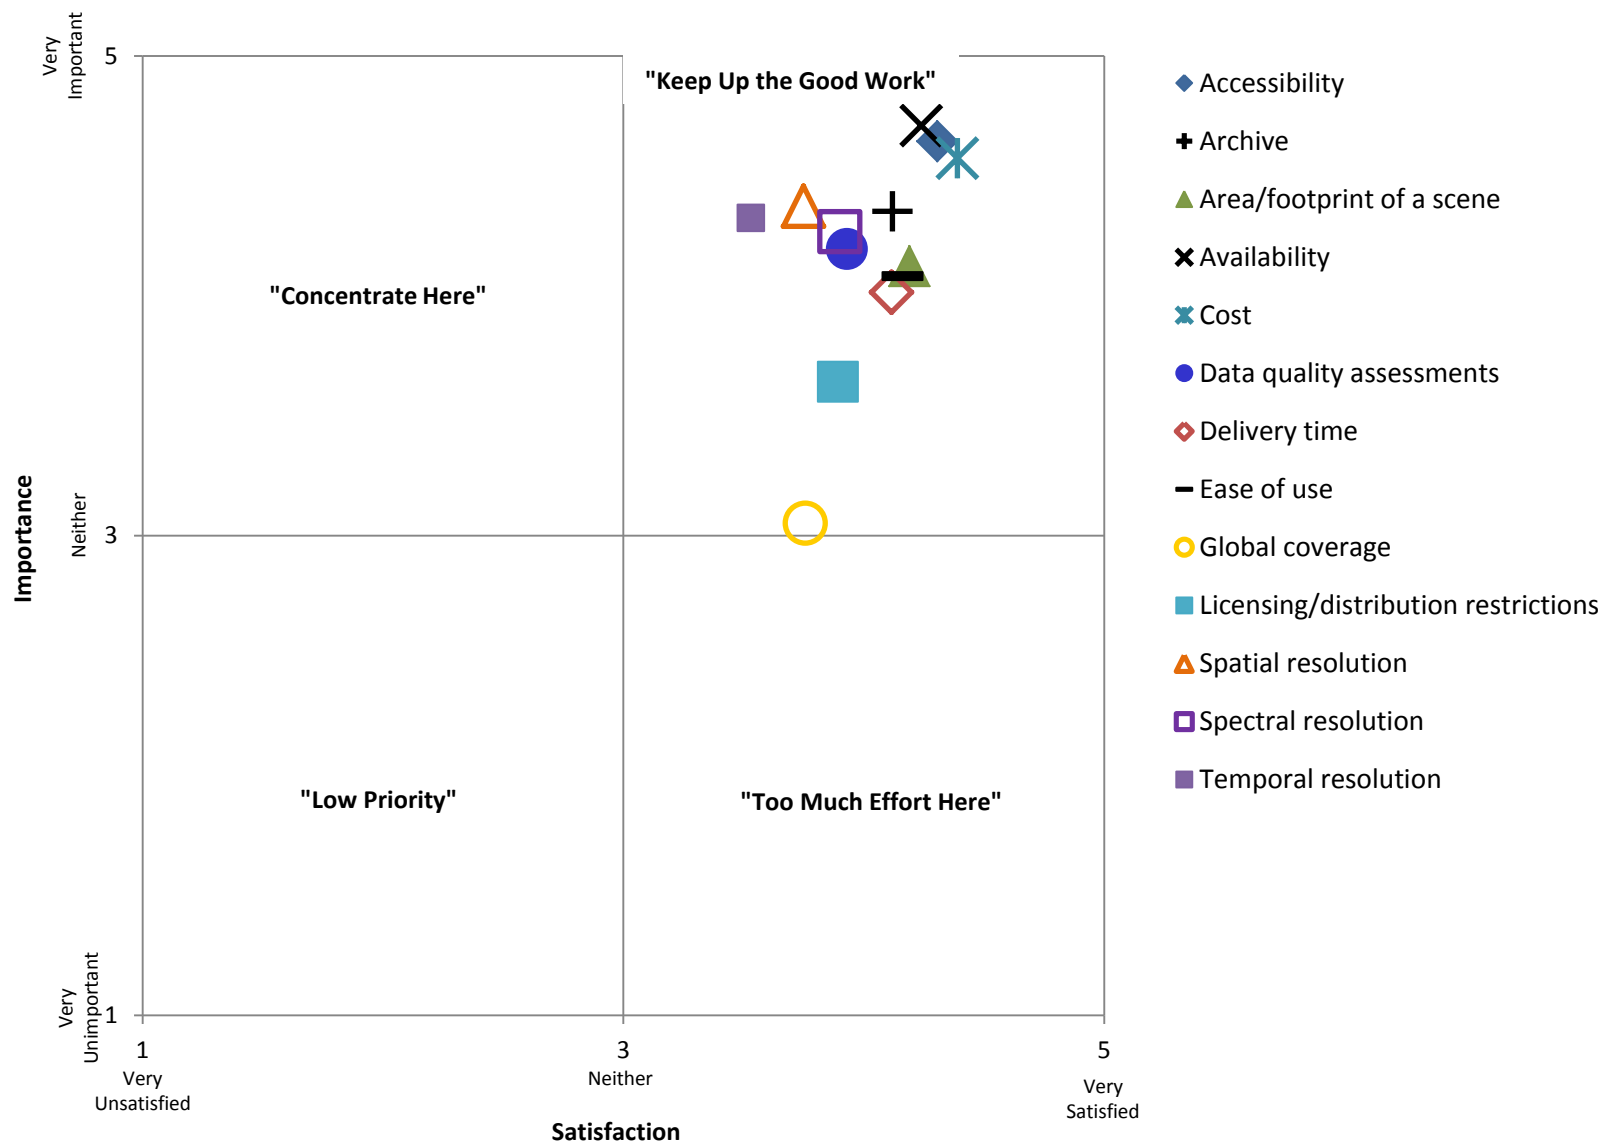 Very
Important
5
"Keep Up the Good Work"
"Concentrate Here"
Importance
Neither
3
"Low Priority"
"Too Much Effort Here"
Very
Unimportant
1
1
Very
Unsatisfied
3
Neither
5
Very
Satisfied
Satisfaction
Accessibility
Archive
Area/footprint of a scene
Availability
Cost
Data quality assessments
Delivery time
Ease of use
Global coverage
Licensing/distribution restrictions
Spatial resolution
Spectral resolution
Temporal resolution